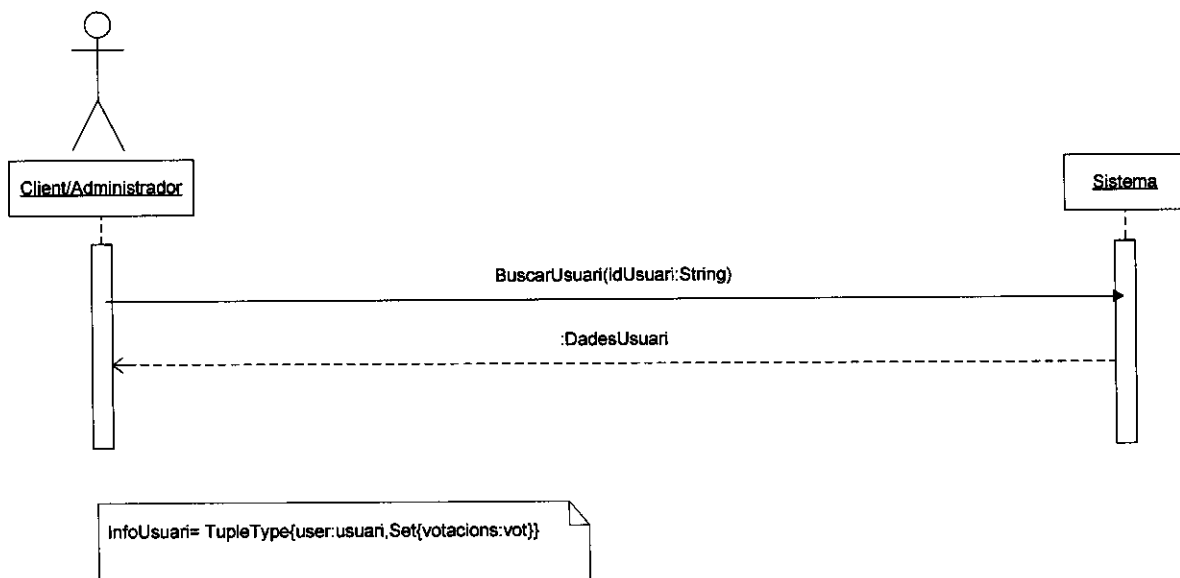 Client/Administrador
Sistema
BuscarUsuari(idUsuari:String)
:DadesUsuari
InfoUsuari= TupleType{user:usuari,Set{votacions:vot}}